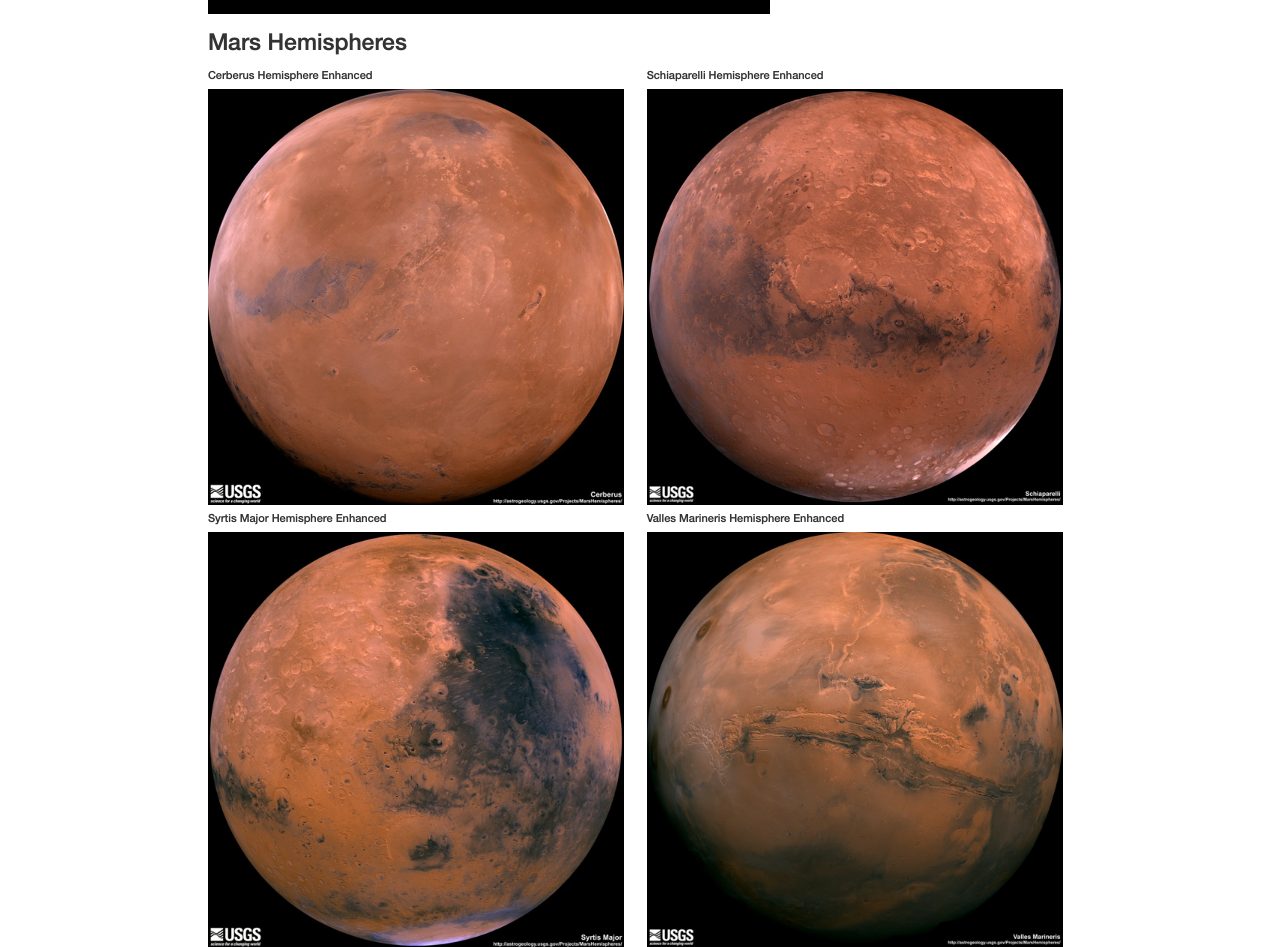 Mars Hemispheres
Cerberus Hemisphere Enhanced
Schiaparelli Hemisphere Enhanced
USGS
science for a changing world
Cerberus
http://astrogeology.usgs.gov/Projects/MarsHemispheres/
USGS
science for a changing world
Schiaparelli
http://astrogeology.usgs.gov/Projects/MarsHemispheres/
Syrtis Major Hemisphere Enhanced
Valles Marineris Hemisphere Enhanced
USGS
science for a changing world
Syrtis Major
http://astrogeology.usgs.gov/Projects/MarsHemispheres/
USGS
science for a changing world
Valles Marineris
http://astrogeology.usgs.gov/Projects/MarsHemispheres/